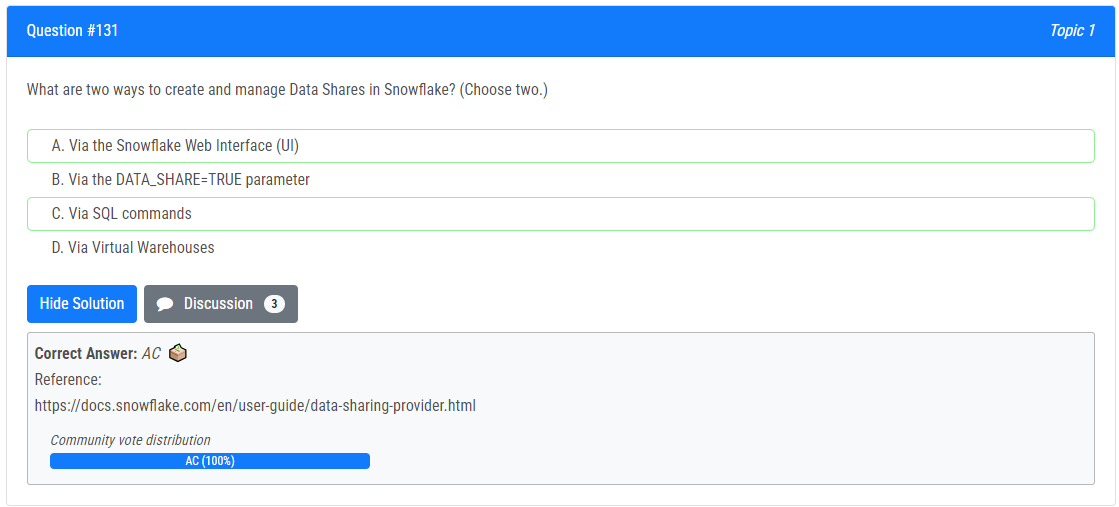 Question #131
Topic 1
What are two ways to create and manage Data Shares in Snowflake? (Choose two.)
A. Via the Snowflake Web Interface (UI)
B. Via the DATA_SHARE=TRUE parameter
C. Via SQL commands
D. Via Virtual Warehouses
Hide Solution
Discussion 3
Correct Answer: AC
Reference:
https://docs.snowflake.com/en/user-guide/data-sharing-provider.html
Community vote distribution
AC (100%)